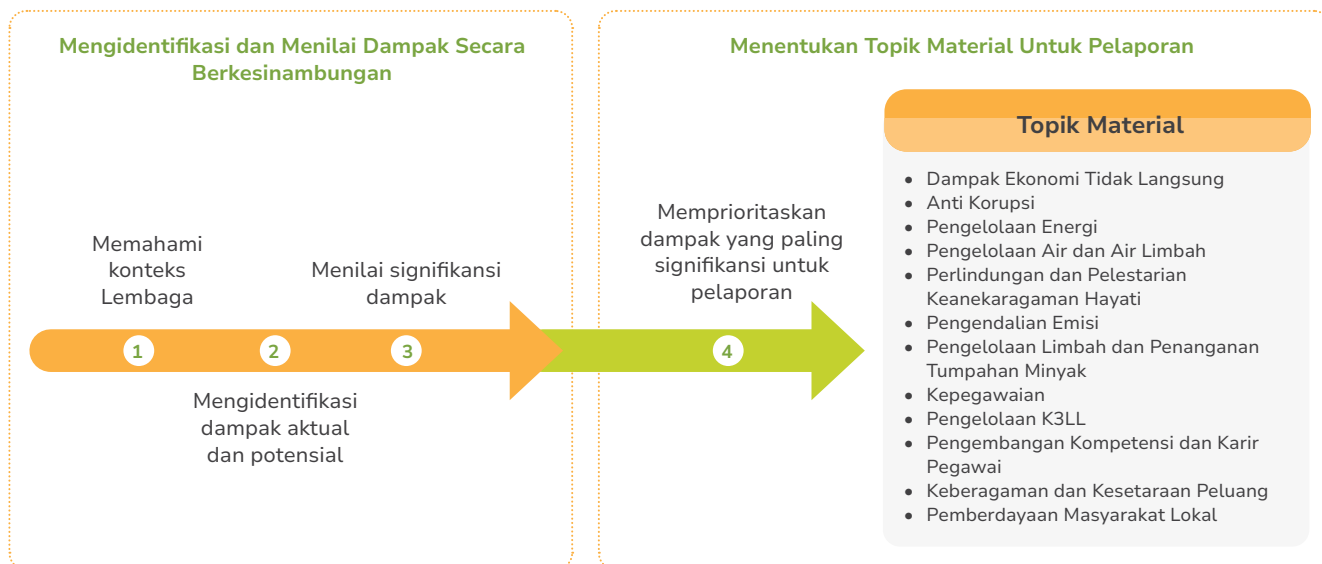 Mengidentifikasi dan Menilai Dampak Secara
Berkesinambungan
Memahami
konteks
Lembaga
Menilai signifikansi
dampak
1
2
3
Mengidentifikasi
dampak aktual
dan potensial
Menentukan Topik Material Untuk Pelaporan
Memprioritaskan
dampak yang paling
signifikansi untuk
pelaporan
4
Topik Material
• Dampak Ekonomi Tidak Langsung
• Anti Korupsi
• Pengelolaan Energi
• Pengelolaan Air dan Air Limbah
• Perlindungan dan Pelestarian
Keanekaragaman Hayati
• Pengendalian Emisi
• Pengelolaan Limbah dan Penanganan
Tumpahan Minyak
• Kepegawaian
• Pengelolaan K3LL
• Pengembangan Kompetensi dan Karir
Pegawai
• Keberagaman dan Kesetaraan Peluang
• Pemberdayaan Masyarakat Lokal